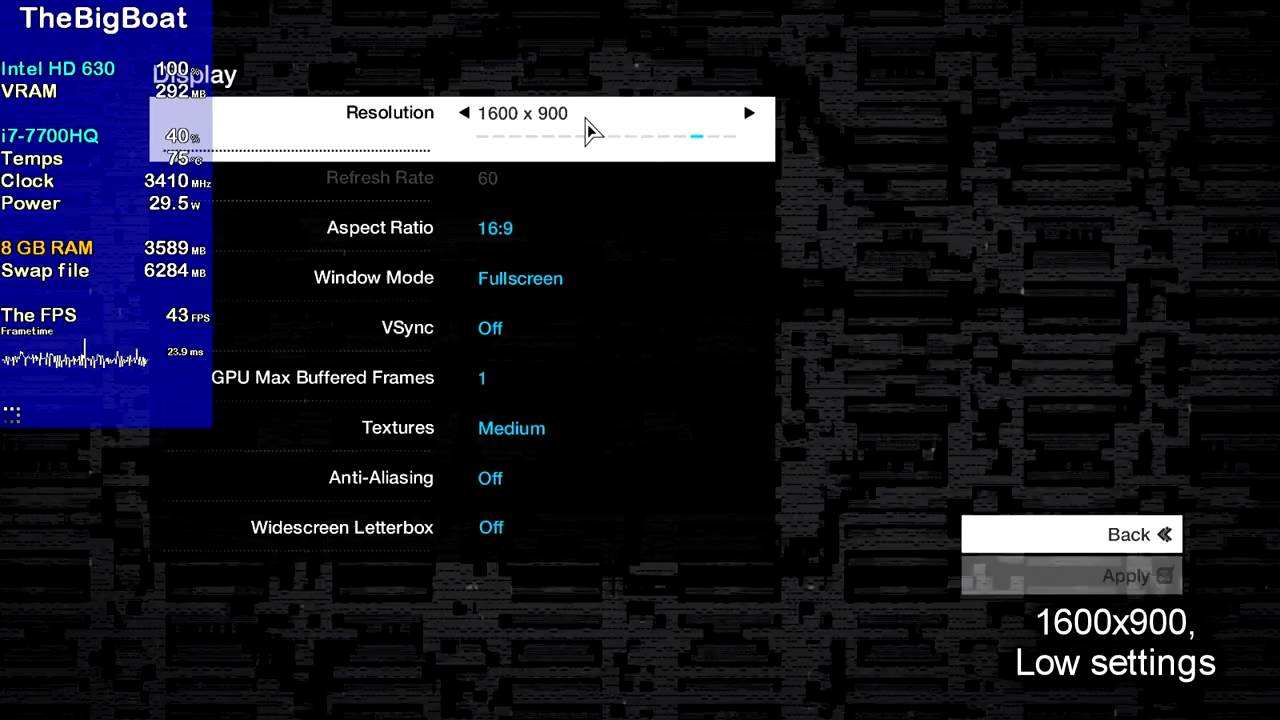 TheBigBoat
Intel HD 630 100 %
VRAM 292 MB
i7-7700HQ 40 %
Temps 75 °C
Clock 3410 MHz
Power 29.5 W
8 GB RAM 3589 MB
Swap file 6284 MB
The FPS 43 FPS
Frametime
23.9 ms
Display
Resolution 1600 x 900
Refresh Rate 60
Aspect Ratio 16:9
Window Mode Fullscreen
VSync Off
GPU Max Buffered Frames 1
Textures Medium
Anti-Aliasing Off
Widescreen Letterbox Off
Back
Apply
1600x900,
Low settings